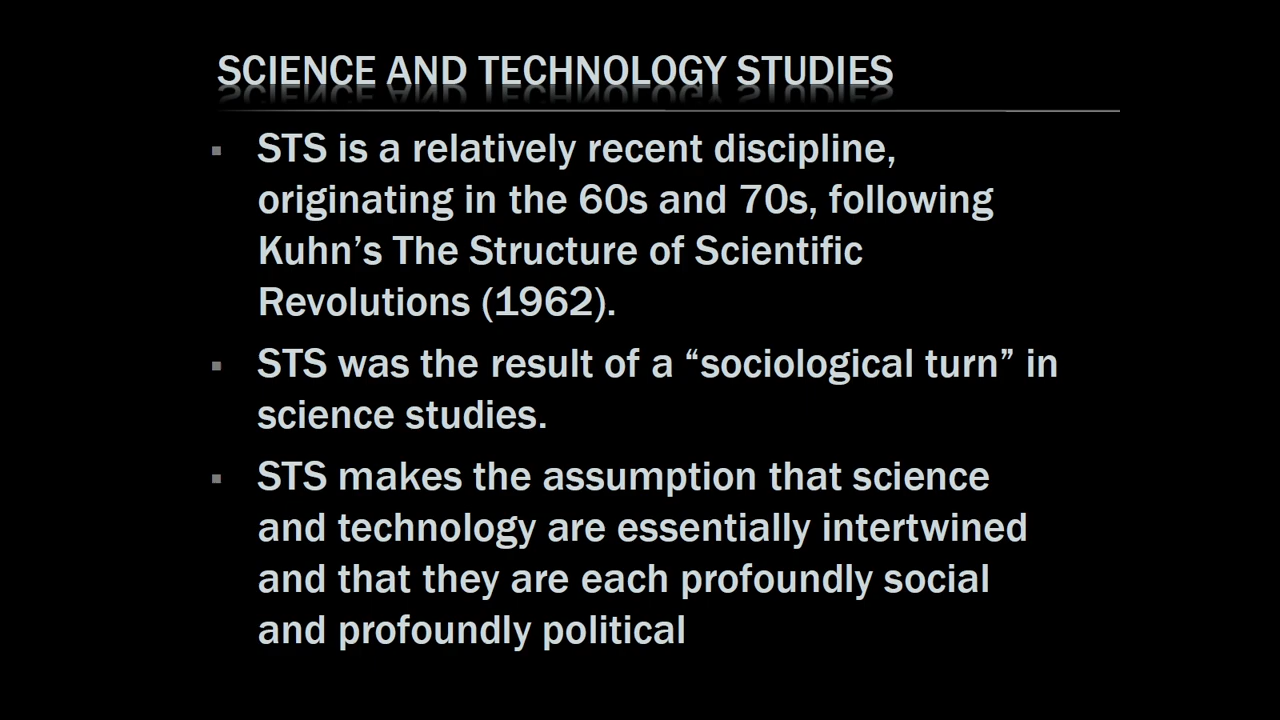 SCIENCE AND TECHNOLOGY STUDIES
▪ STS is a relatively recent discipline,
originating in the 60s and 70s, following
Kuhn’s The Structure of Scientific
Revolutions (1962).
▪ STS was the result of a “sociological turn” in
science studies.
▪ STS makes the assumption that science
and technology are essentially intertwined
and that they are each profoundly social
and profoundly political